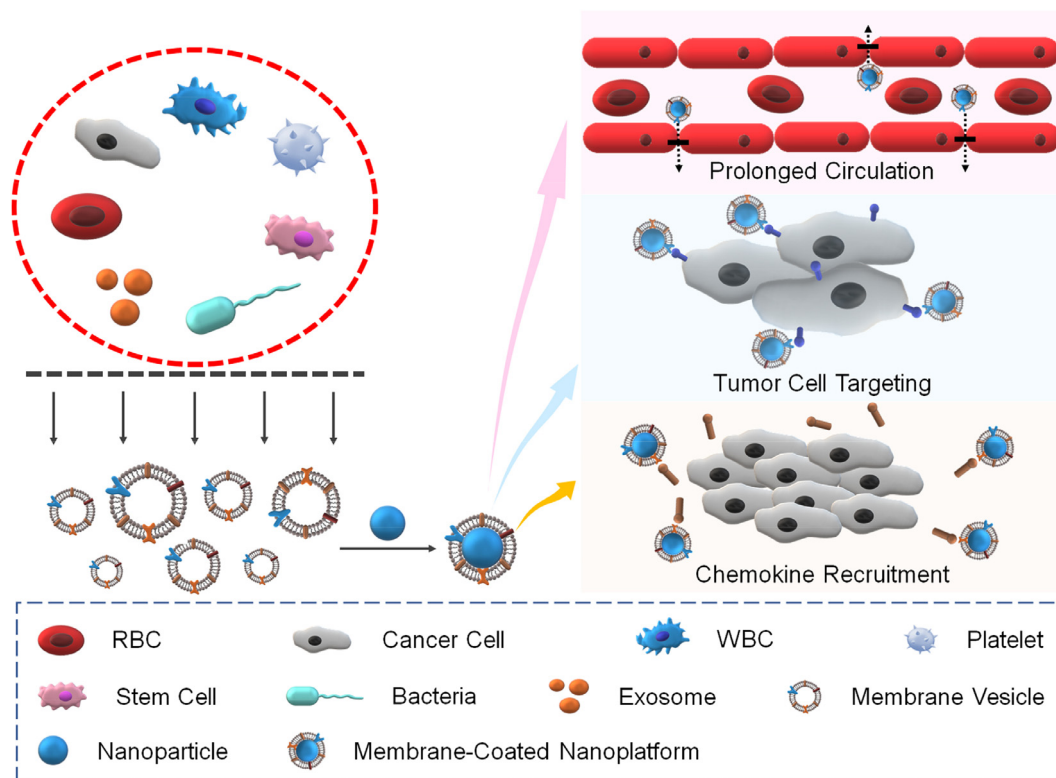 Prolonged Circulation
Tumor Cell Targeting
Chemokine Recruitment
RBC Cancer Cell WBC Platelet
Stem Cell Bacteria Exosome Membrane Vesicle
Nanoparticle Membrane-Coated Nanoplatform